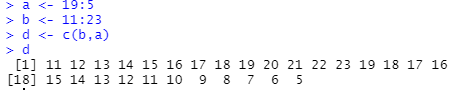 > a <- 19:5
> b <- 11:23
> d <- c(b,a)
> d
[1] 11 12 13 14 15 16 17 18 19 20 21 22 23 19 18 17 16
[18] 15 14 13 12 11 10 9 8 7 6 5